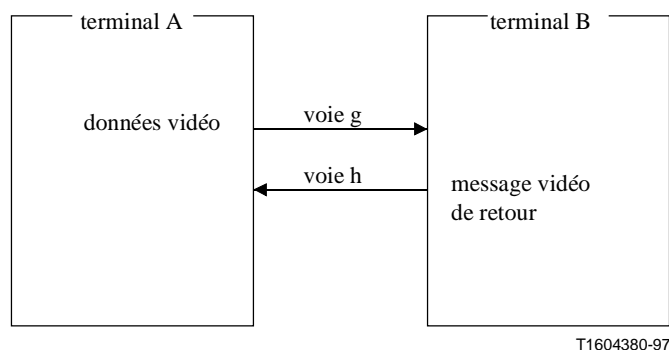 terminal A
terminal B
données vidéo
voie g
voie h
message vidéo
de retour
T1604380-97